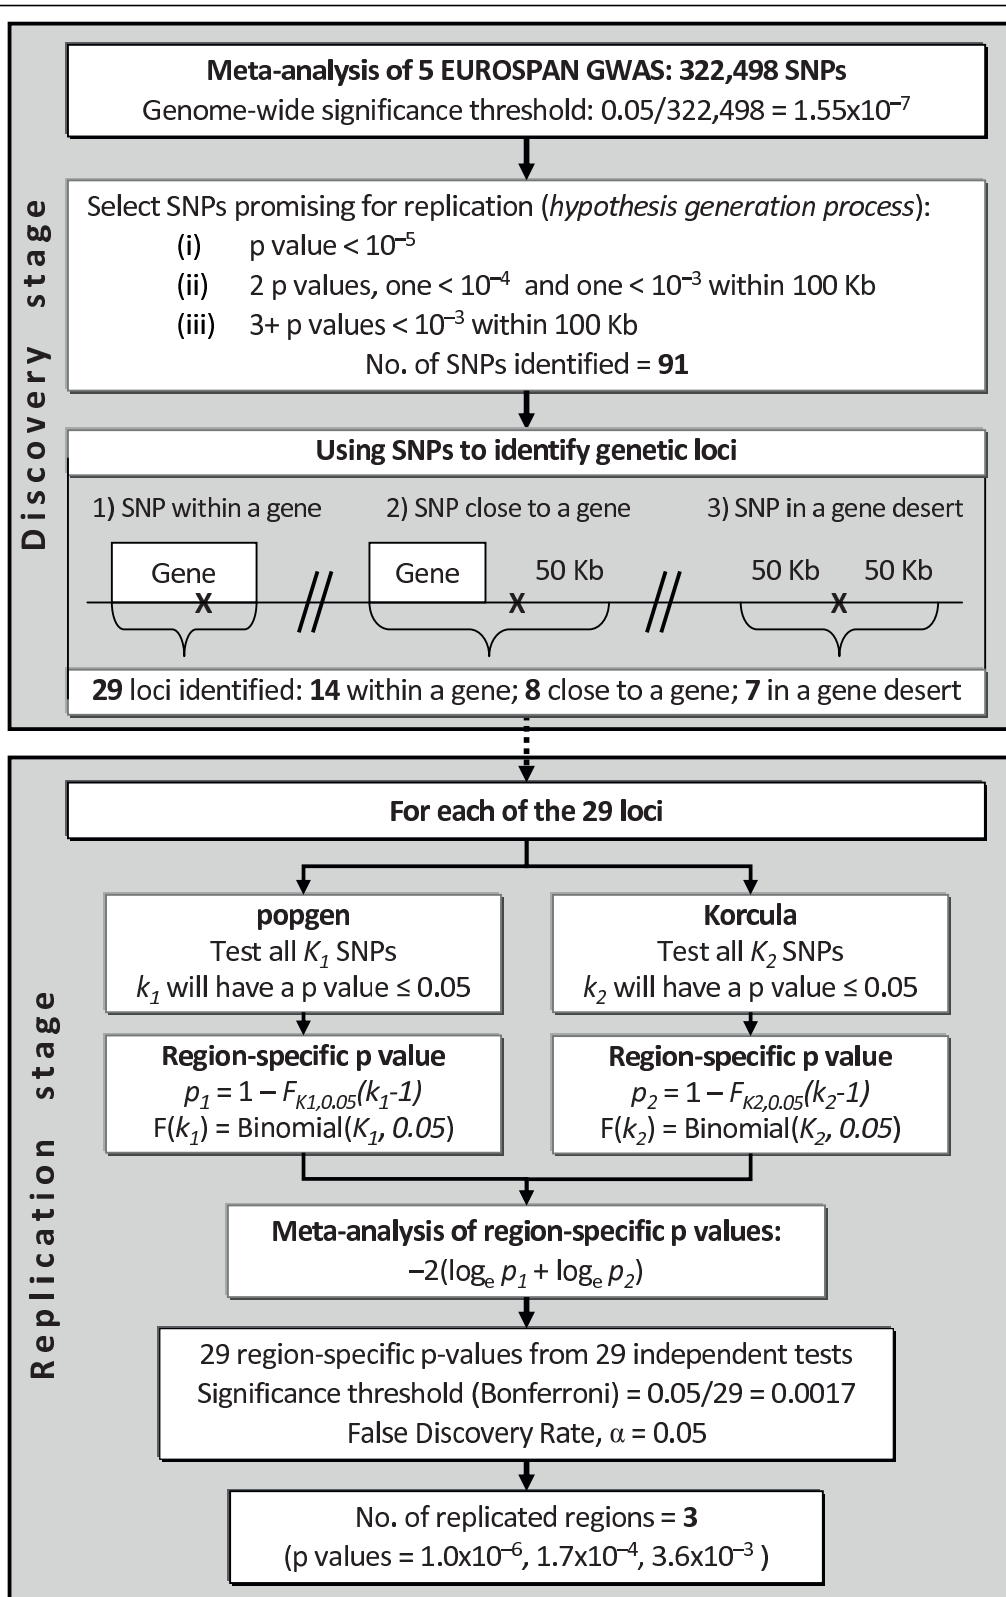 Discovery stage
Meta-analysis of 5 EUROSPAN GWAS: 322,498 SNPs
Genome-wide significance threshold: 0.05/322,498 = 1.55x10⁻⁷
Select SNPs promising for replication (hypothesis generation process):
(i) p value < 10⁻⁵
(ii) 2 p values, one < 10⁻⁴ and one < 10⁻³ within 100 Kb
(iii) 3+ p values < 10⁻³ within 100 Kb
No. of SNPs identified = 91
Using SNPs to identify genetic loci
1) SNP within a gene 2) SNP close to a gene 3) SNP in a gene desert
Gene Gene 50 Kb 50 Kb 50 Kb
X X X
29 loci identified: 14 within a gene; 8 close to a gene; 7 in a gene desert
Replication stage
For each of the 29 loci
popgen
Test all K₁ SNPs
k₁ will have a p value ≤ 0.05
Korcula
Test all K₂ SNPs
k₂ will have a p value ≤ 0.05
Region-specific p value
p₁ = 1 – F_K1,0.05(k₁-1)
F(k₁) = Binomial(K₁, 0.05)
Region-specific p value
p₂ = 1 – F_K2,0.05(k₂-1)
F(k₂) = Binomial(K₂, 0.05)
Meta-analysis of region-specific p values:
–2(logₑ p₁ + logₑ p₂)
29 region-specific p-values from 29 independent tests
Significance threshold (Bonferroni) = 0.05/29 = 0.0017
False Discovery Rate, α = 0.05
No. of replicated regions = 3
(p values = 1.0x10⁻⁶, 1.7x10⁻⁴, 3.6x10⁻³ )